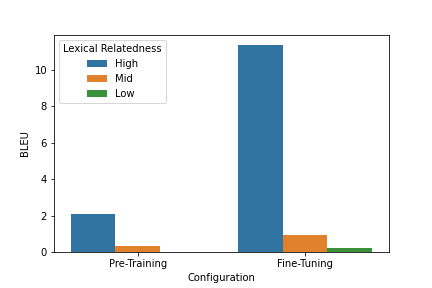 Lexical Relatedness
High
Mid
Low
10
8
6
4
2
0
BLEU
Pre-Training
Fine-Tuning
Configuration